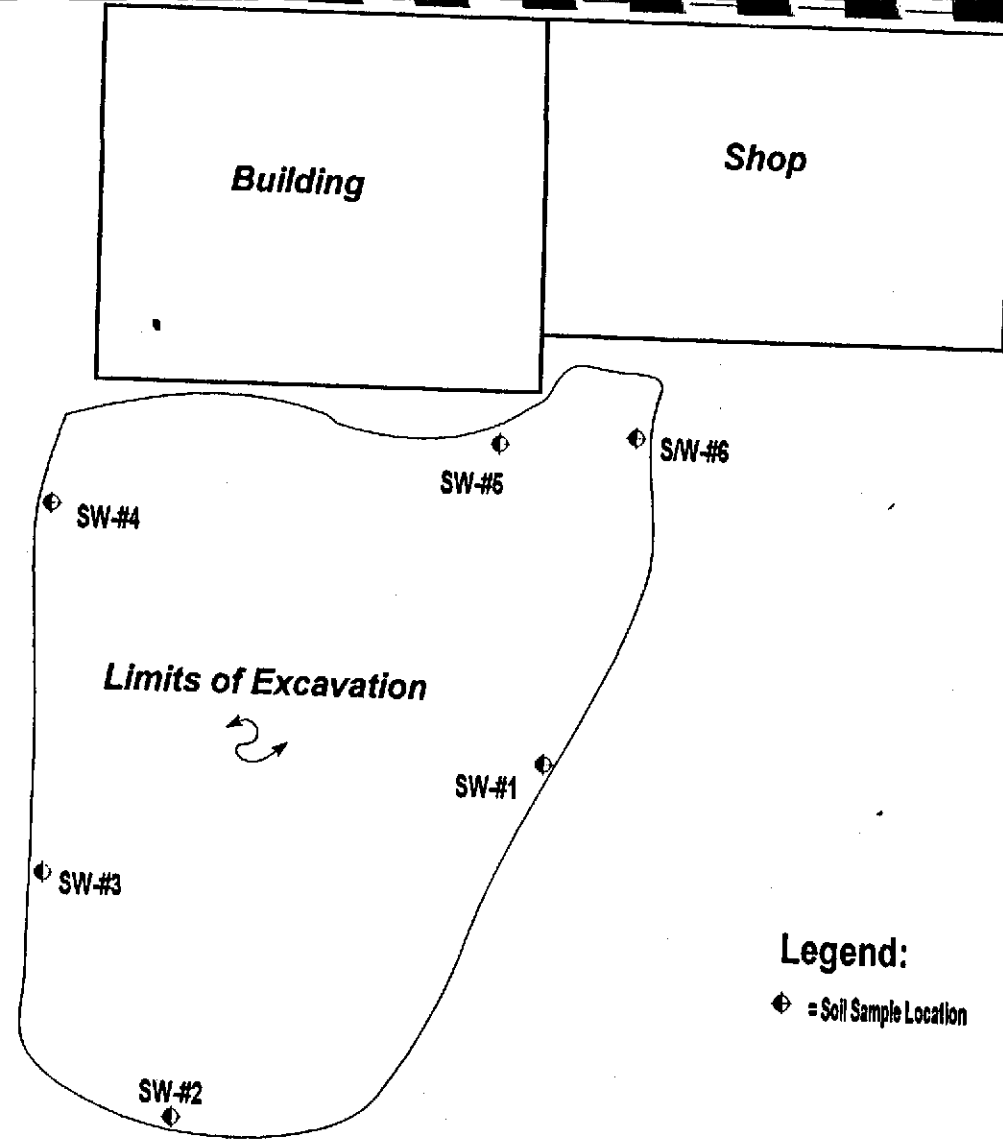 Building
Shop
SW-#5
S/W-#6
SW-#4
Limits of Excavation
SW-#1
SW-#3
Legend:
= Soil Sample Location
SW-#2